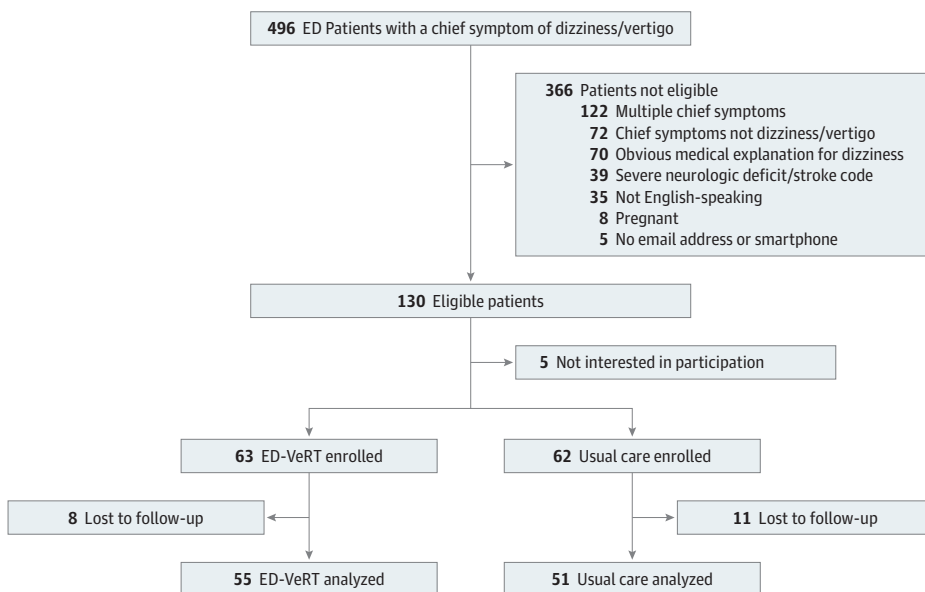 496 ED Patients with a chief symptom of dizziness/vertigo
366 Patients not eligible
122 Multiple chief symptoms
72 Chief symptoms not dizziness/vertigo
70 Obvious medical explanation for dizziness
39 Severe neurologic deficit/stroke code
35 Not English-speaking
8 Pregnant
5 No email address or smartphone
130 Eligible patients
5 Not interested in participation
63 ED-VeRT enrolled
62 Usual care enrolled
8 Lost to follow-up
11 Lost to follow-up
55 ED-VeRT analyzed
51 Usual care analyzed